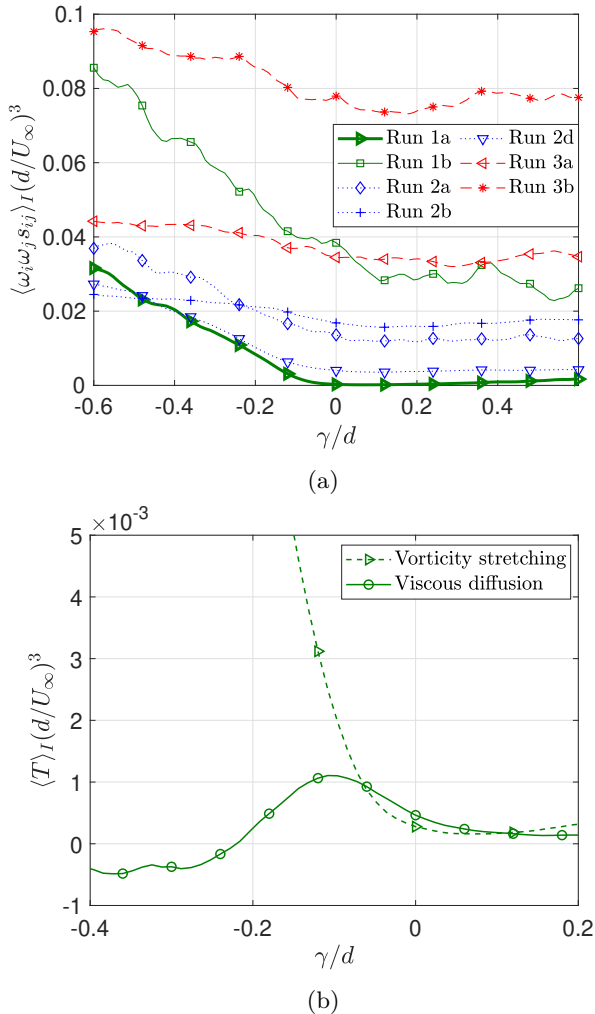 0.1
0.08
0.06
0.04
0.02
0
⟨ω_i ω_j s_ij⟩_I (d/U_∞)^3
Run 1a
Run 1b
Run 2a
Run 2b
Run 2d
Run 3a
Run 3b
-0.6 -0.4 -0.2 0 0.2 0.4 0.6
γ/d
(a)
×10^-3
5
4
3
2
1
0
-1
⟨T⟩_I (d/U_∞)^3
Vorticity stretching
Viscous diffusion
-0.4 -0.2 0 0.2
γ/d
(b)